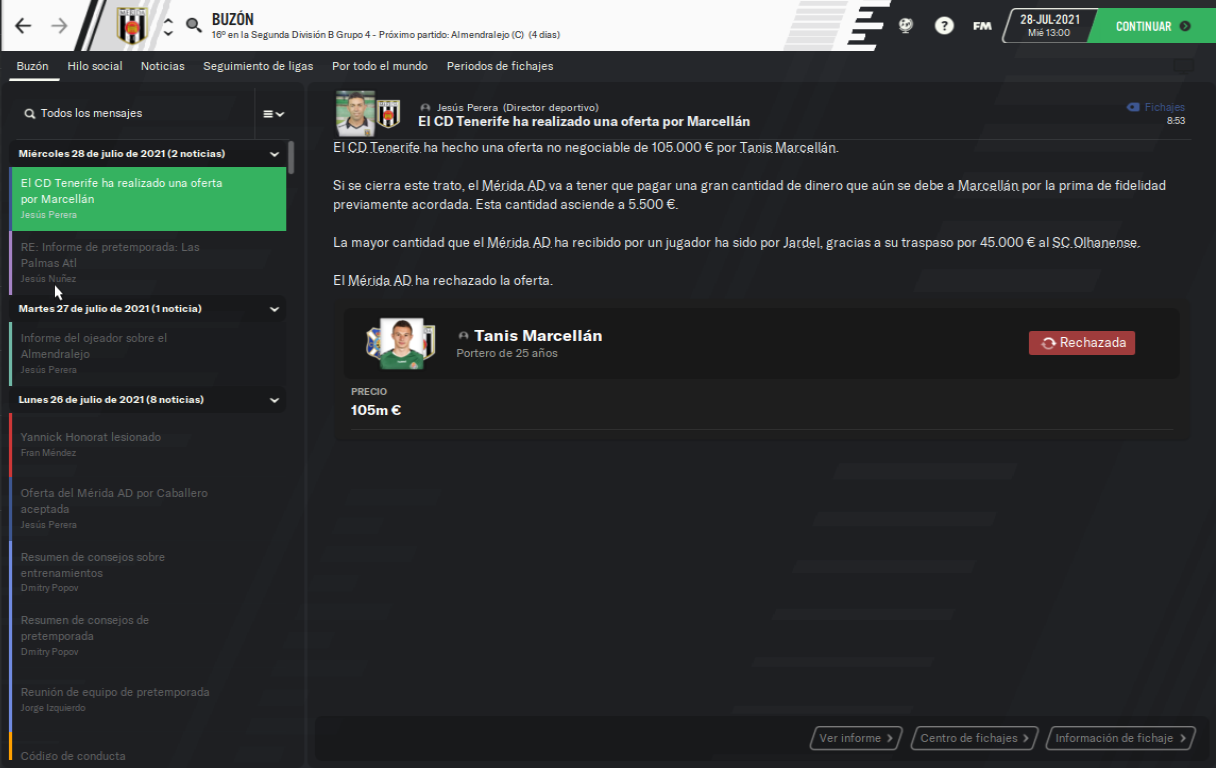 BUZÓN
16º en la Segunda División B Grupo 4 - Próximo partido: Almendralejo (C) (4 días)
FM
28-JUL-2021
Mié 13:00
CONTINUAR
Buzón Hilo social Noticias Seguimiento de ligas Por todo el mundo Periodos de fichajes
Todos los mensajes
Miércoles 28 de julio de 2021 (2 noticias)
El CD Tenerife ha realizado una oferta
por Marcellán
Jesús Perera
RE: Informe de pretemporada: Las
Palmas Atl
Jesús Nuñez
Martes 27 de julio de 2021 (1 noticia)
Informe del ojeador sobre el
Almendralejo
Jesús Perera
Lunes 26 de julio de 2021 (8 noticias)
Yannick Honorat lesionado
Fran Méndez
Oferta del Mérida AD por Caballero
aceptada
Jesús Perera
Resumen de consejos sobre
entrenamientos
Dmitry Popov
Resumen de consejos de
pretemporada
Dmitry Popov
Reunión de equipo de pretemporada
Jorge Izquierdo
Código de conducta
Jesús Perera (Director deportivo)
El CD Tenerife ha realizado una oferta por Marcellán
Fichajes
8:53
El CD Tenerife ha hecho una oferta no negociable de 105.000 € por Tanis Marcellán.
Si se cierra este trato, el Mérida AD va a tener que pagar una gran cantidad de dinero que aún se debe a Marcellán por la prima de fidelidad
previamente acordada. Esta cantidad asciende a 5.500 €.
La mayor cantidad que el Mérida AD ha recibido por un jugador ha sido por Jardel, gracias a su traspaso por 45.000 € al SC Olhanense.
El Mérida AD ha rechazado la oferta.
Tanis Marcellán
Portero de 25 años
Rechazada
PRECIO
105m €
Ver informe Centro de fichajes Información de fichaje